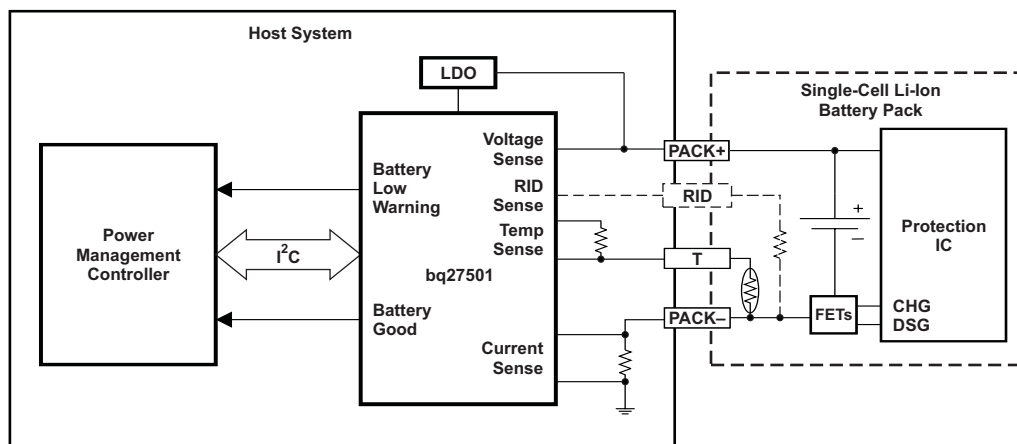 Host System
LDO
Single-Cell Li-Ion
Battery Pack
Voltage
Sense
PACK+
Battery
Low
Warning
RID
Sense
RID
Power
Management
Controller
I²C
Temp
Sense
T
bq27501
Protection
IC
Battery
Good
PACK–
FETs
CHG
DSG
Current
Sense
+
–